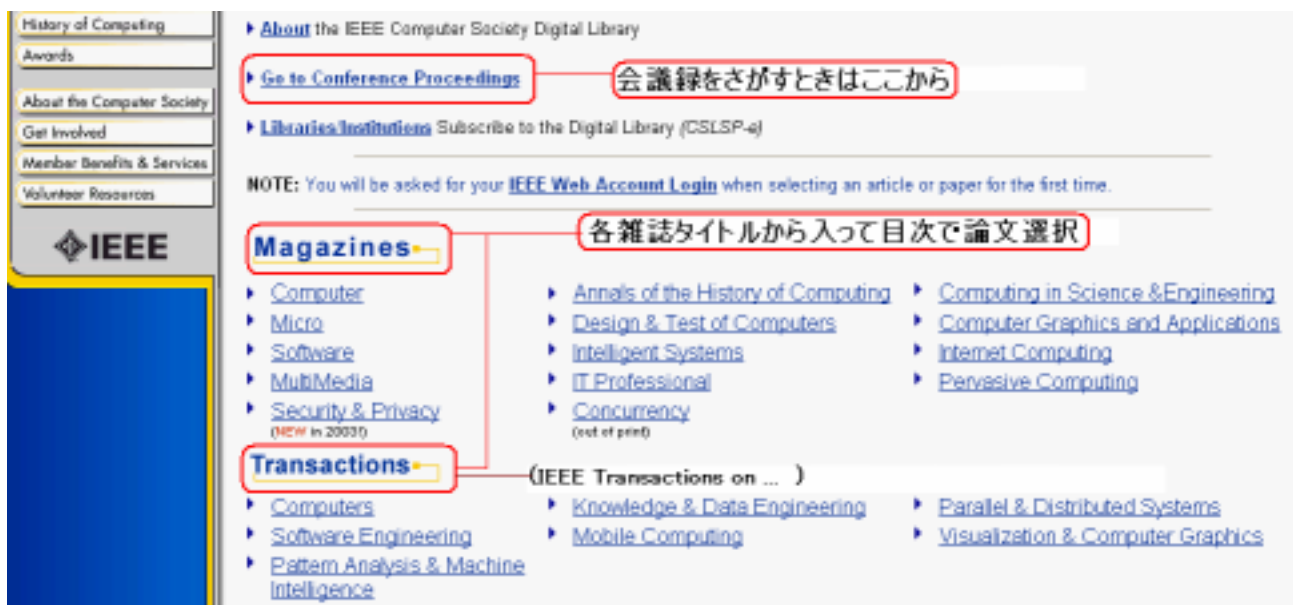 History of Computing
Awards
About the Computer Society
Get Involved
Member Benefits & Services
Volunteer Resources
IEEE
About the IEEE Computer Society Digital Library
Go to Conference Proceedings 会議録をさがすときはここから
Libraries/Institutions Subscribe to the Digital Library (CSLSP-e)
NOTE: You will be asked for your IEEE Web Account Login when selecting an article or paper for the first time.
各雑誌タイトルから入って目次で論文選択
Magazines
Computer Annals of the History of Computing Computing in Science &Engineering
Micro Design & Test of Computers Computer Graphics and Applications
Software Intelligent Systems Internet Computing
MultiMedia IT Professional Pervasive Computing
Security & Privacy Concurrency
(NEW in 2003!) (out of print)
Transactions (IEEE Transactions on ... )
Computers Knowledge & Data Engineering Parallel & Distributed Systems
Software Engineering Mobile Computing Visualization & Computer Graphics
Pattern Analysis & Machine
Intelligence